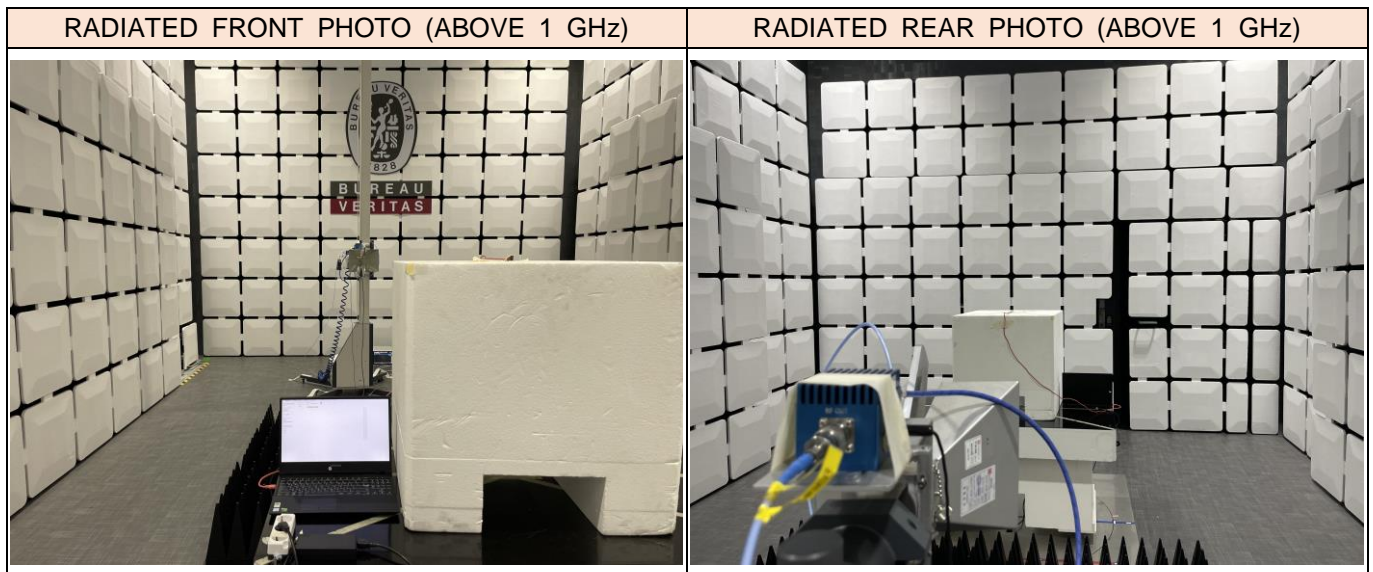 RADIATED FRONT PHOTO (ABOVE 1 GHz)
RADIATED REAR PHOTO (ABOVE 1 GHz)
BUREAU VERITAS
1828
BUREAU
VERITAS